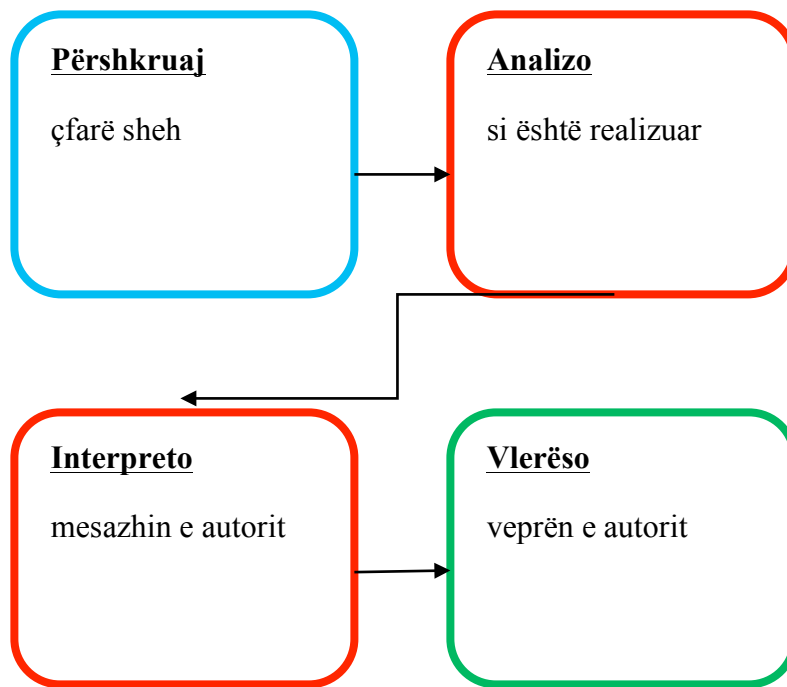 Përshkruaj
çfarë sheh
Analizo
si është realizuar
Interpreto
mesazhin e autorit
Vlerëso
veprën e autorit